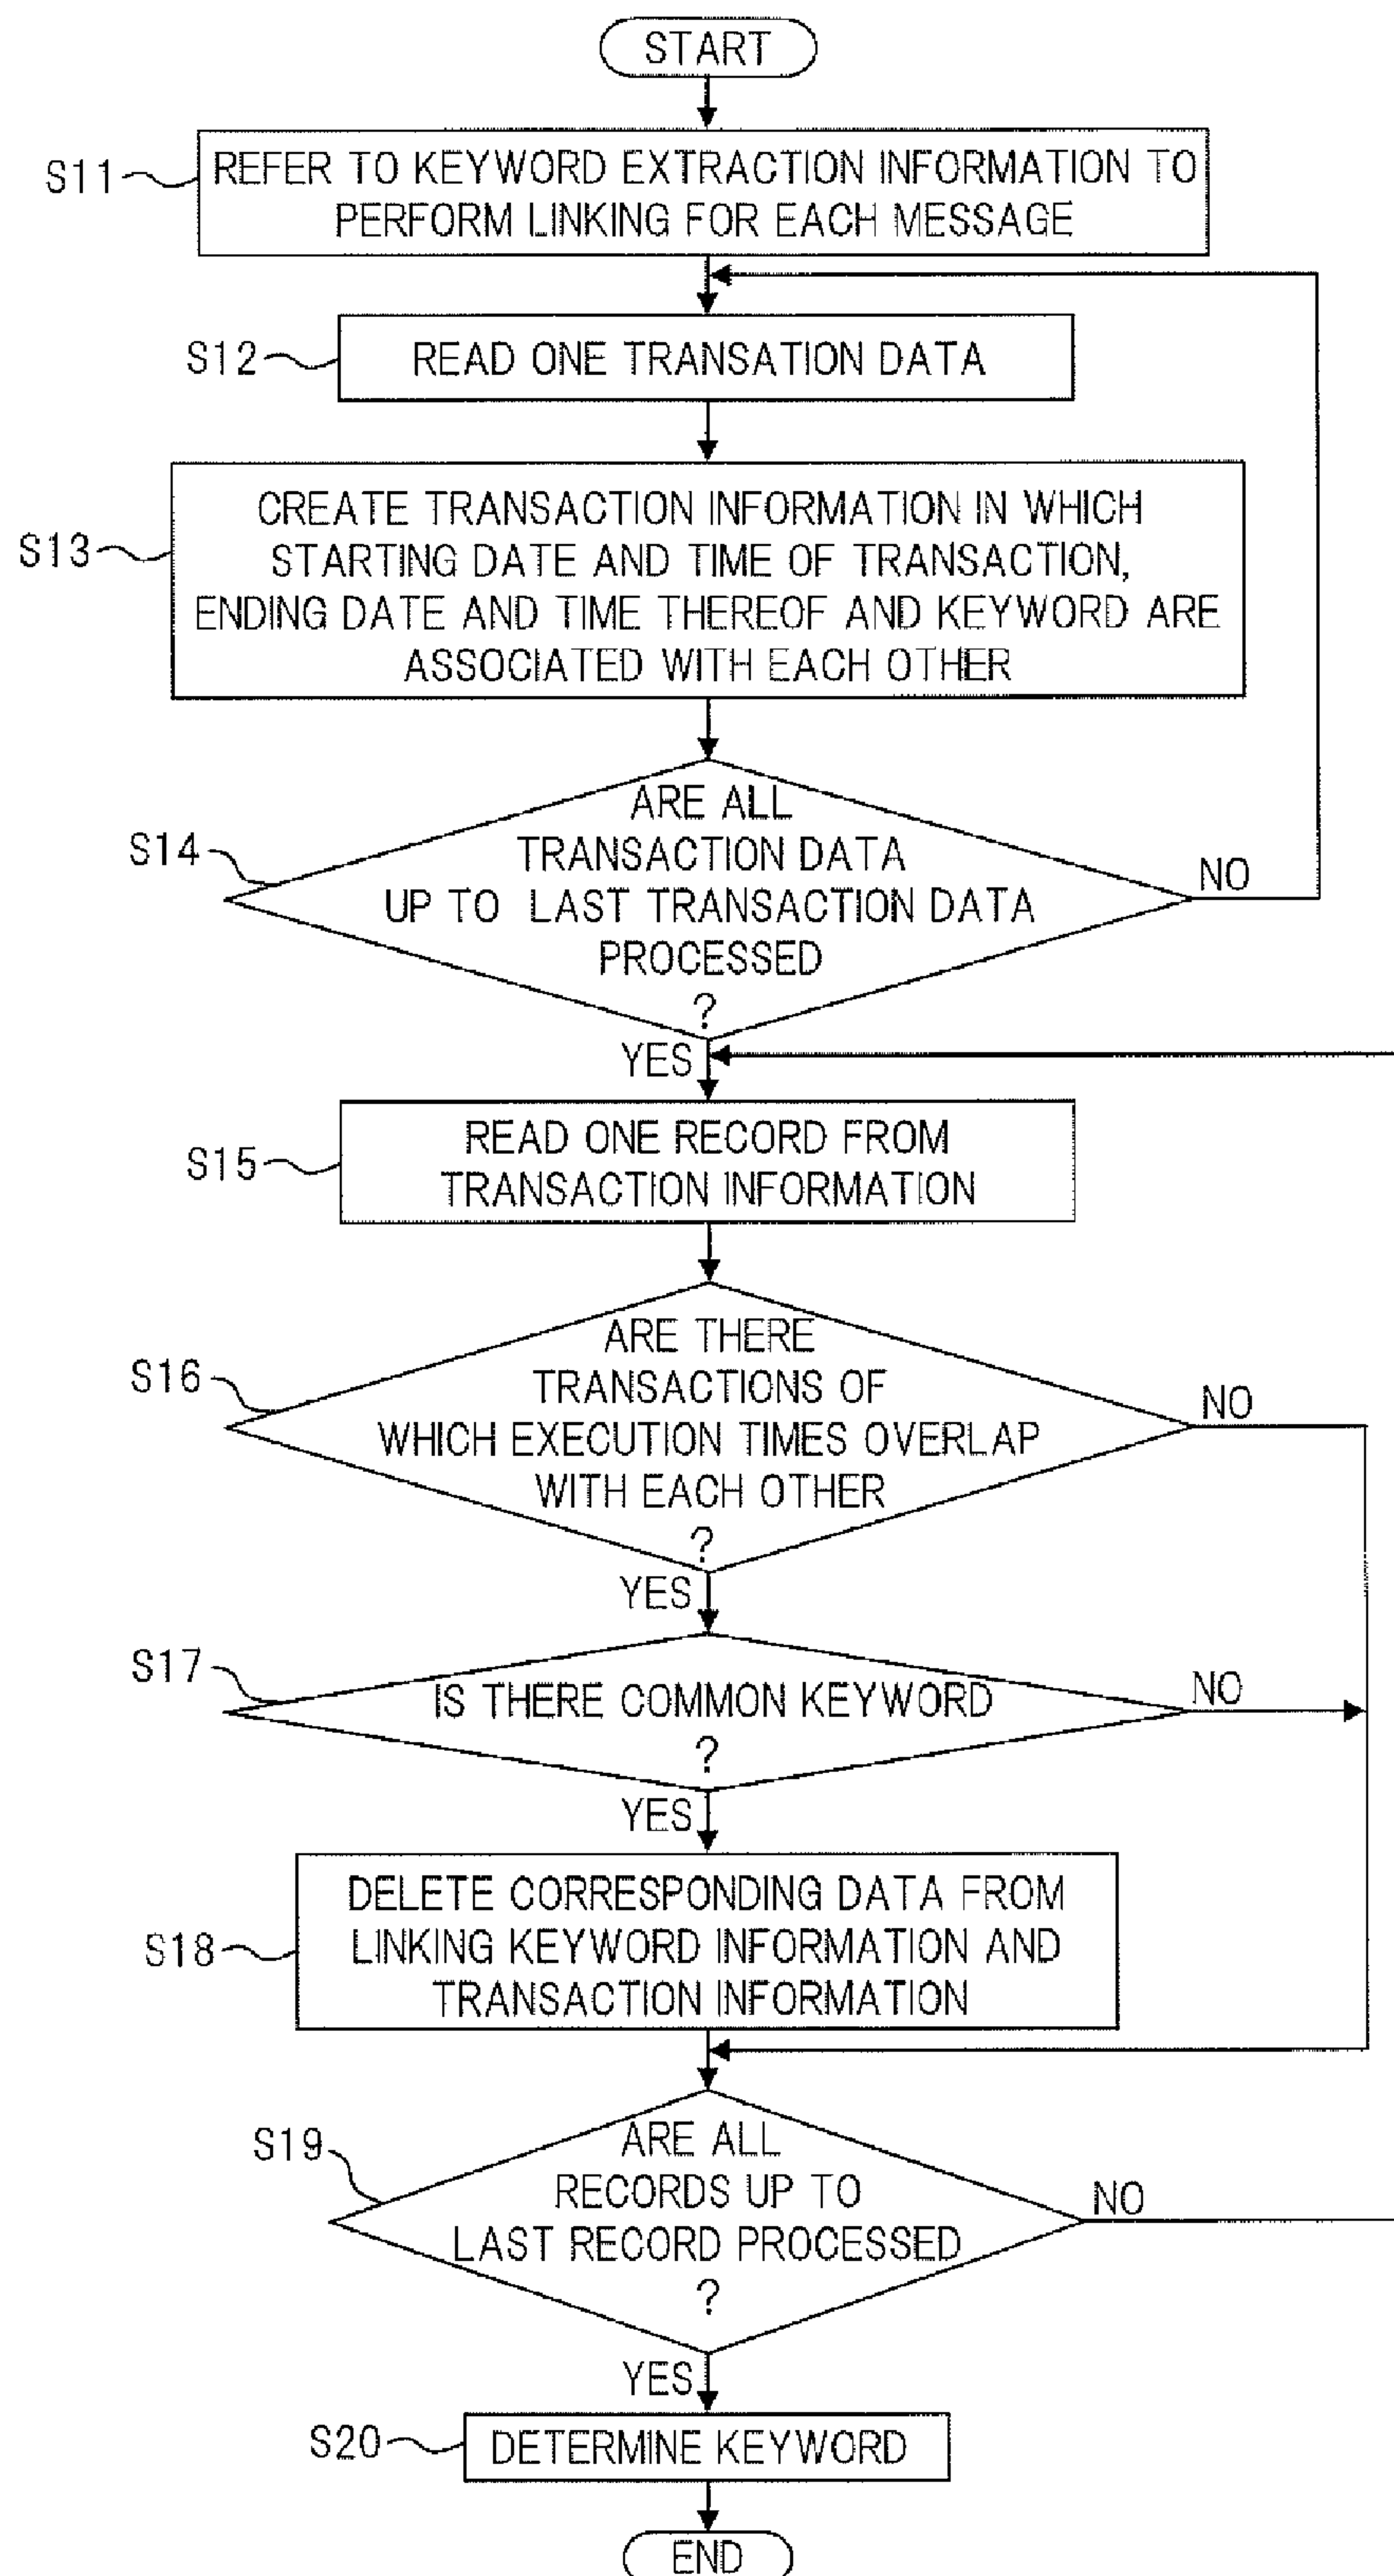 START
S11
REFER TO KEYWORD EXTRACTION INFORMATION TO
PERFORM LINKING FOR EACH MESSAGE
S12
READ ONE TRANSATION DATA
S13
CREATE TRANSACTION INFORMATION IN WHICH
STARTING DATE AND TIME OF TRANSACTION,
ENDING DATE AND TIME THEREOF AND KEYWORD ARE
ASSOCIATED WITH EACH OTHER
S14
ARE ALL
TRANSACTION DATA
UP TO LAST TRANSACTION DATA
PROCESSED
?
NO
YES
S15
READ ONE RECORD FROM
TRANSACTION INFORMATION
S16
ARE THERE
TRANSACTIONS OF
WHICH EXECUTION TIMES OVERLAP
WITH EACH OTHER
?
NO
YES
S17
IS THERE COMMON KEYWORD
?
NO
YES
S18
DELETE CORRESPONDING DATA FROM
LINKING KEYWORD INFORMATION AND
TRANSACTION INFORMATION
S19
ARE ALL
RECORDS UP TO
LAST RECORD PROCESSED
?
NO
YES
S20
DETERMINE KEYWORD
END